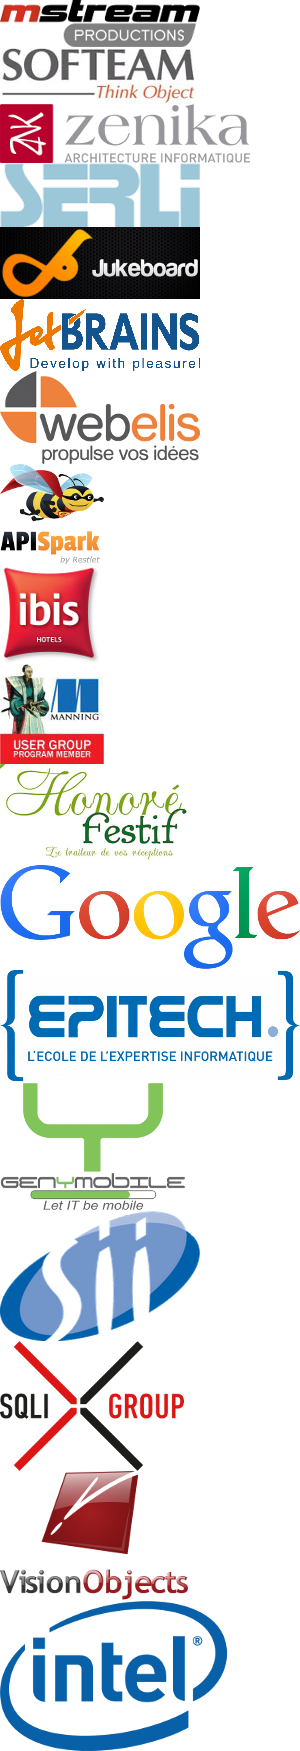 mstream
PRODUCTIONS
SOFTEAM
Think Object
ZNK zenika
ARCHITECTURE INFORMATIQUE
SERLi
Jukeboard
JetBRAINS
Develop with pleasure!
webelis
propulse vos idées
APISpark
by Restlet
ibis
HOTELS
MANNING
USER GROUP
PROGRAM MEMBER
Honoré
Festif
Le traiteur de vos réceptions
Google
{EPITECH.}
L'ECOLE DE L'EXPERTISE INFORMATIQUE
GENYMOBILE
Let IT be mobile
sii
SQLI GROUP
VisionObjects
intel®